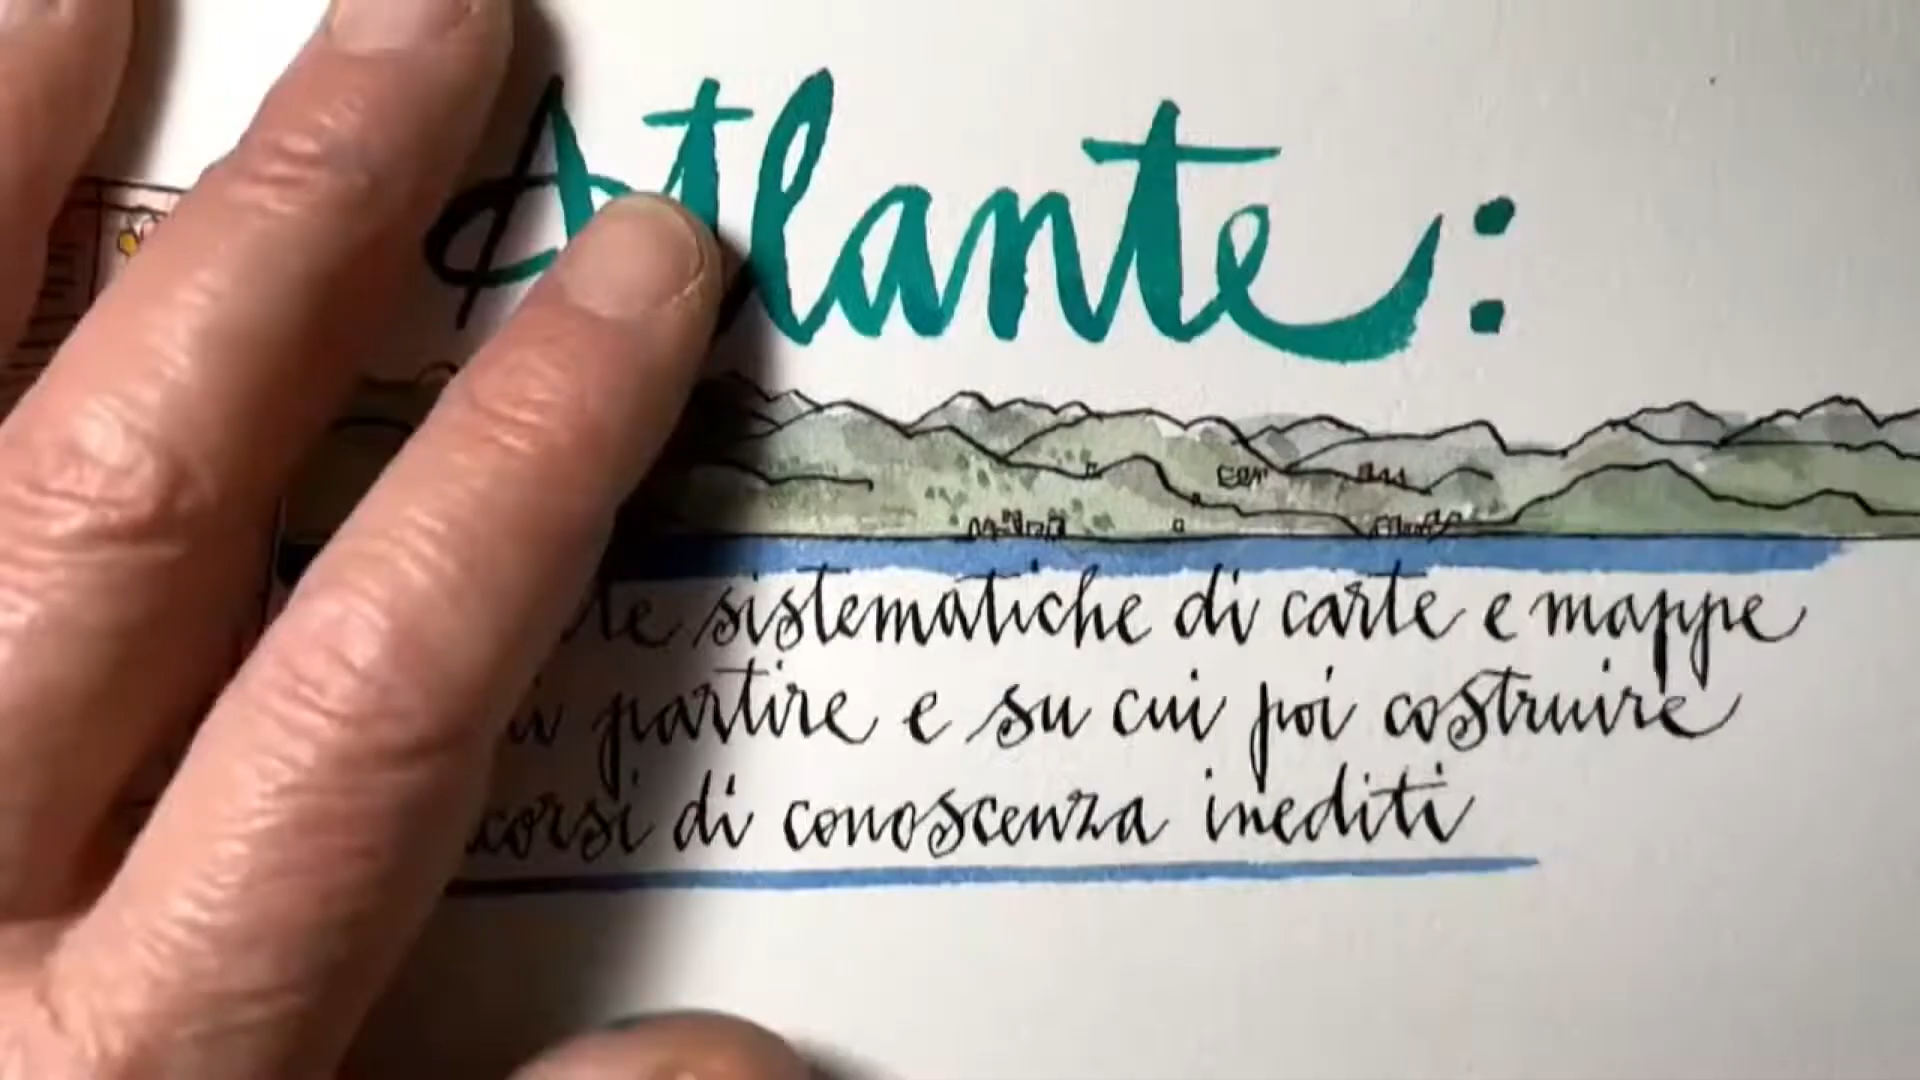 Atlante:
sistematiche di carte e mappe
partire e su cui poi costruire
di conoscenza inediti